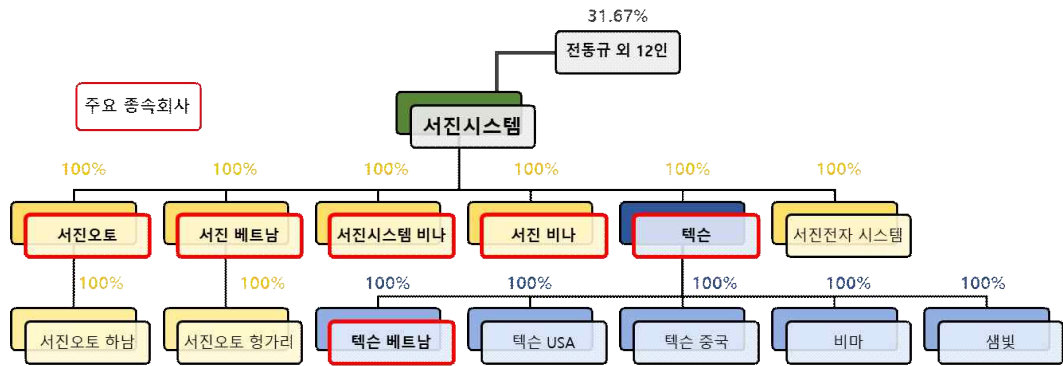 31.67%
전동규 외 12인
주요 종속회사
서진시스템
100% 100% 100% 100% 100% 100%
서진오토 서진 베트남 서진시스템 비나 서진 비나 텍슨 서진전자 시스템
100% 100% 100% 100% 100% 100% 100%
서진오토 하남 서진오토 헝가리 텍슨 베트남 텍슨 USA 텍슨 중국 비마 샘빛